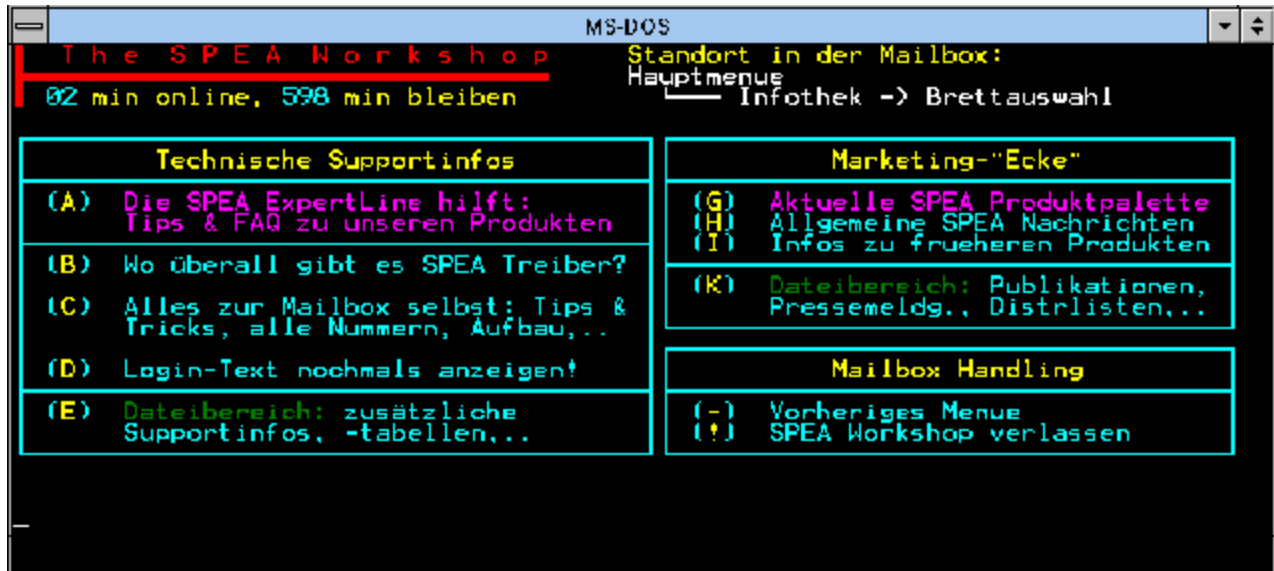 MS-DOS
The SPEA Workshop
02 min online, 598 min bleiben
Standort in der Mailbox:
Hauptmenue
Infothek -> Brettauswahl
Technische Supportinfos
(A) Die SPEA ExpertLine hilft:
Tips & FAQ zu unseren Produkten
(B) Wo überall gibt es SPEA Treiber?
(C) Alles zur Mailbox selbst: Tips &
Tricks, alle Nummern, Aufbau,..
(D) Login-Text nochmals anzeigen!
(E) Dateibereich: zusätzliche
Supportinfos, -tabellen,..
Marketing-"Ecke"
(G) Aktuelle SPEA Produktpalette
(H) Allgemeine SPEA Nachrichten
(I) Infos zu frueheren Produkten
(K) Dateibereich: Publikationen,
Pressemeldg., Distrlisten,..
Mailbox Handling
(-) Vorheriges Menue
(!) SPEA Workshop verlassen